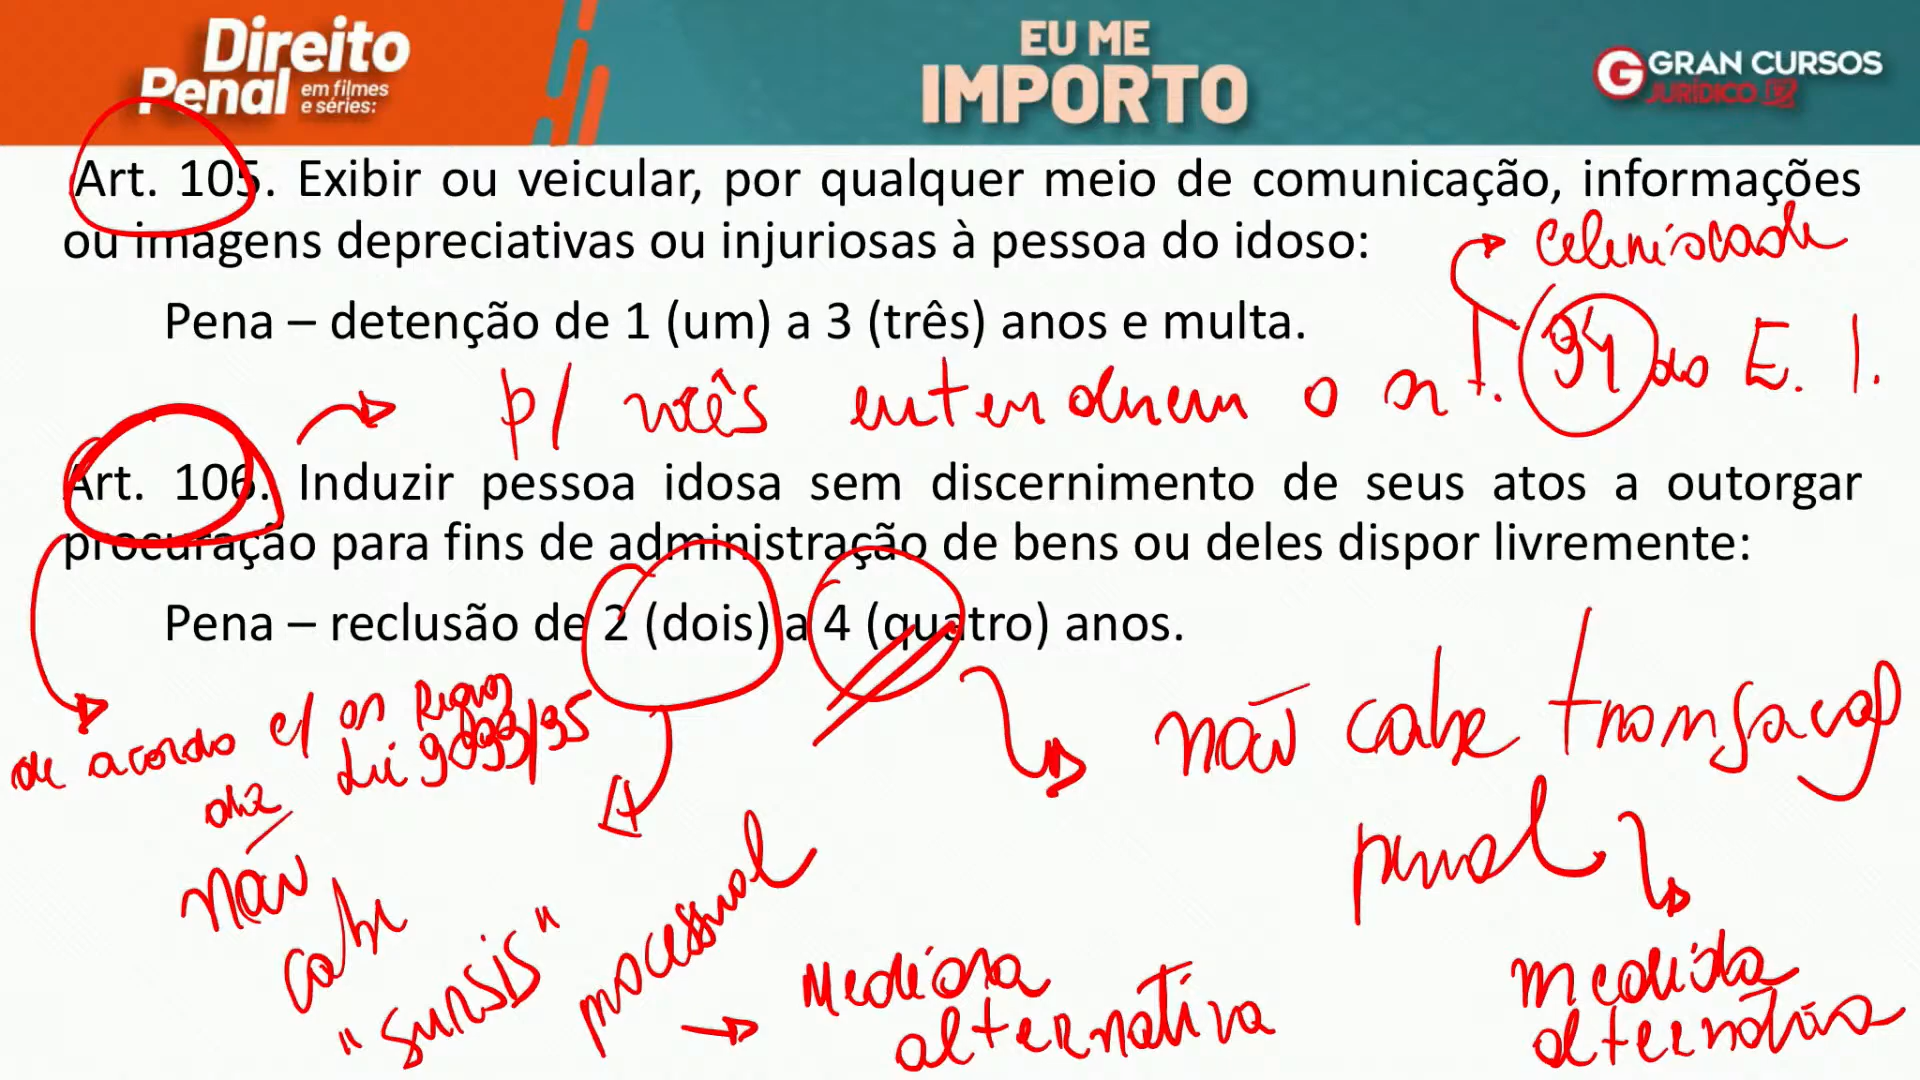 Direito
Penal em filmes
e séries:
EU ME
IMPORTO
GRAN CURSOS
JURÍDICO
Art. 105. Exibir ou veicular, por qualquer meio de comunicação, informações
ou imagens depreciativas ou injuriosas à pessoa do idoso:
celeridade
Pena – detenção de 1 (um) a 3 (três) anos e multa.
p/ vocês entenderem o art. 94 do E. I.
Art. 106. Induzir pessoa idosa sem discernimento de seus atos a outorgar
procuração para fins de administração de bens ou deles dispor livremente:
Pena – reclusão de 2 (dois) a 4 (quatro) anos.
de acordo c/ as
Lei 9099/95
não
cabe
"sursis" processual
Medida
alternativa
não cabe transação
penal
medida
alternativa